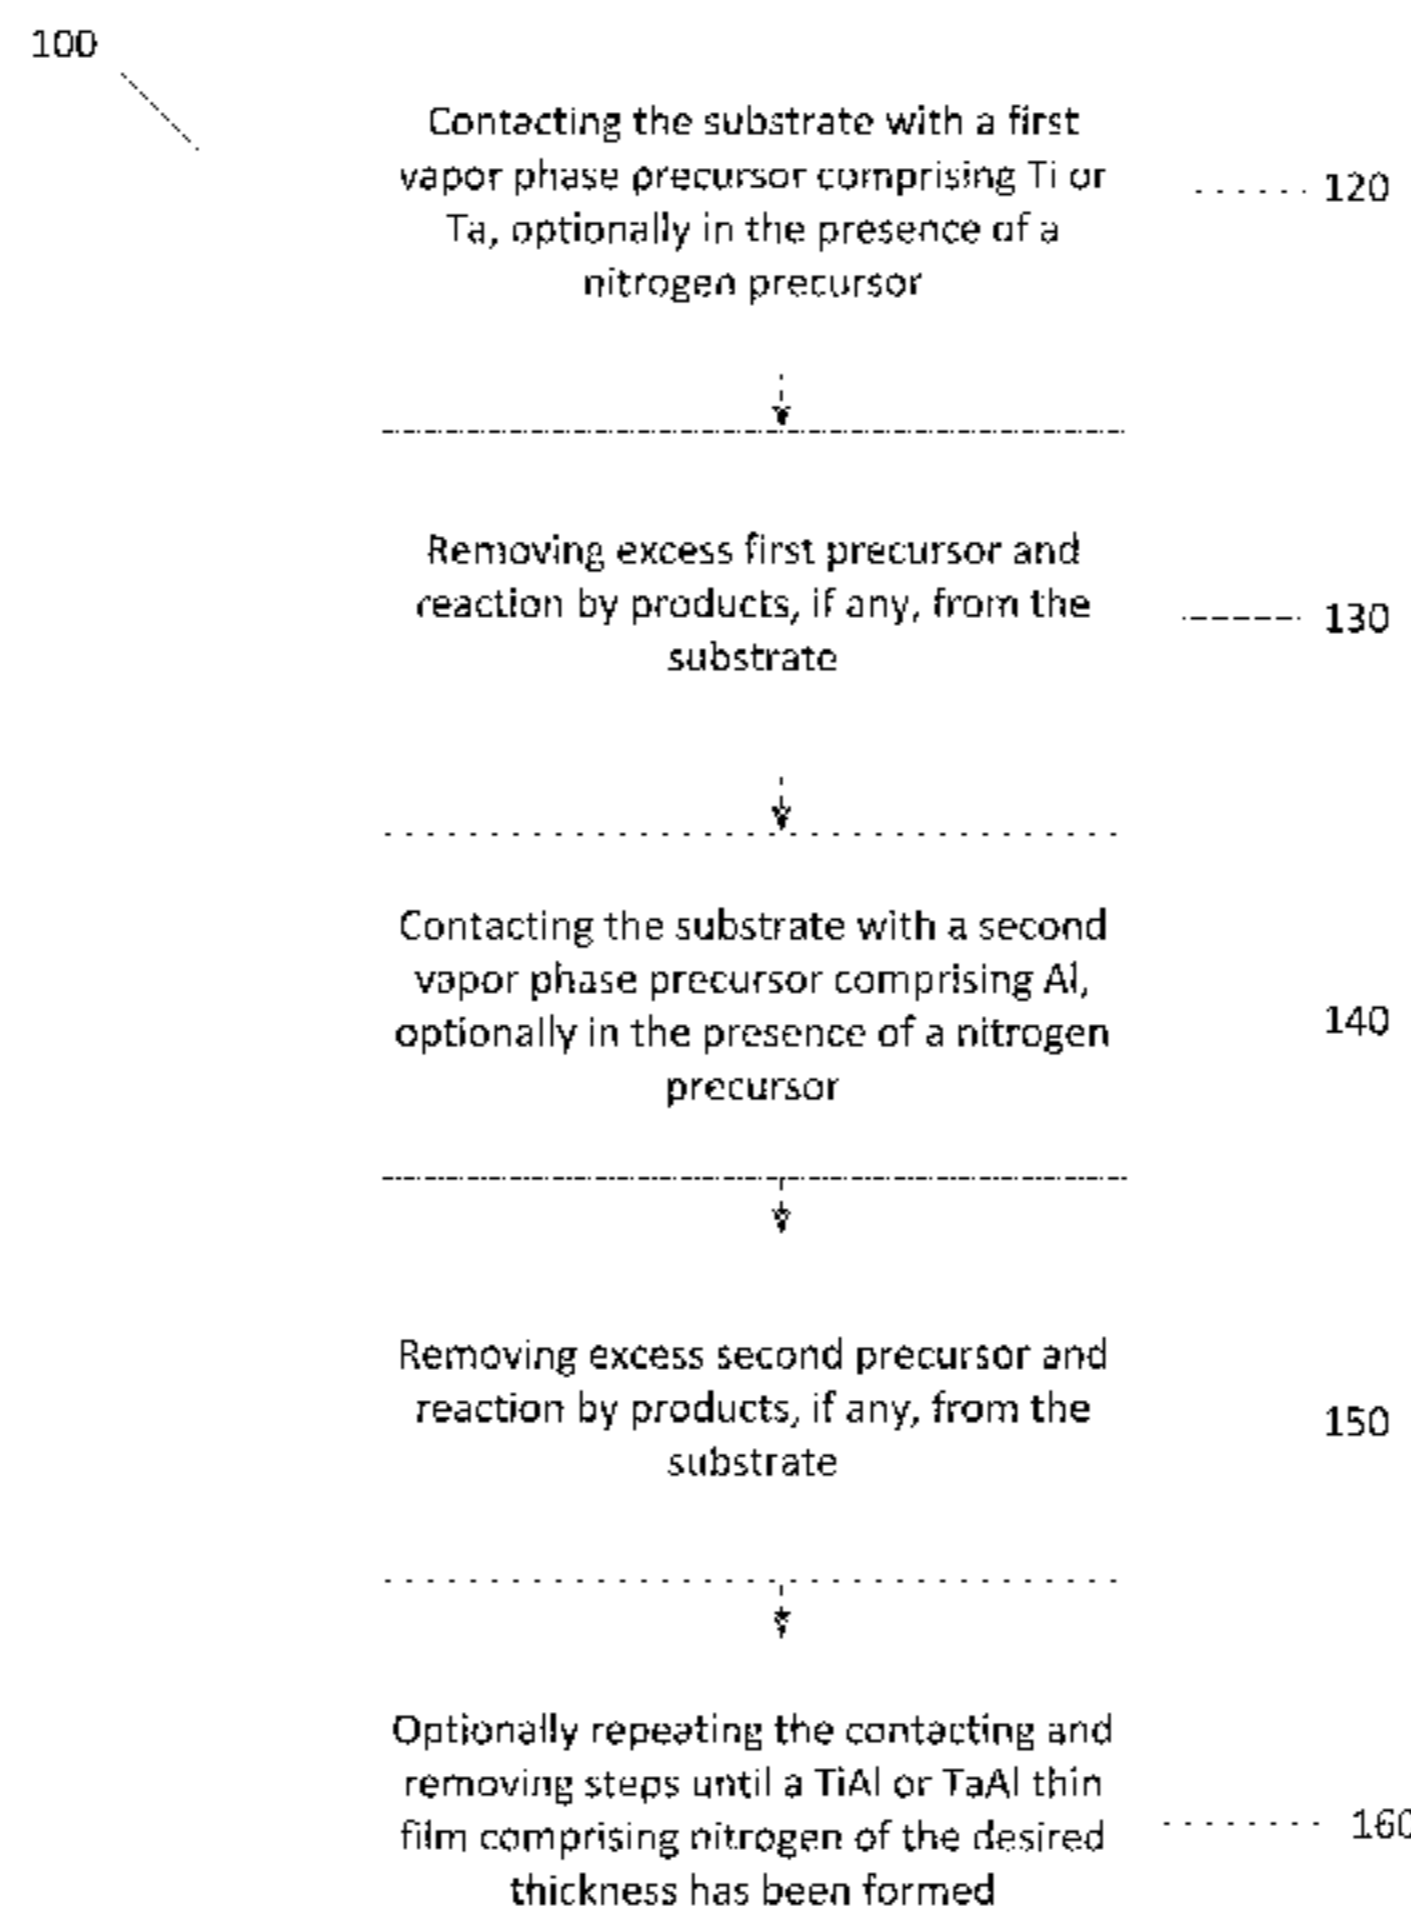 100
Contacting the substrate with a first
vapor phase precursor comprising Ti or
Ta, optionally in the presence of a
nitrogen precursor
120
Removing excess first precursor and
reaction by products, if any, from the
substrate
130
Contacting the substrate with a second
vapor phase precursor comprising Al,
optionally in the presence of a nitrogen
precursor
140
Removing excess second precursor and
reaction by products, if any, from the
substrate
150
Optionally repeating the contacting and
removing steps until a TiAl or TaAl thin
film comprising nitrogen of the desired
thickness has been formed
160